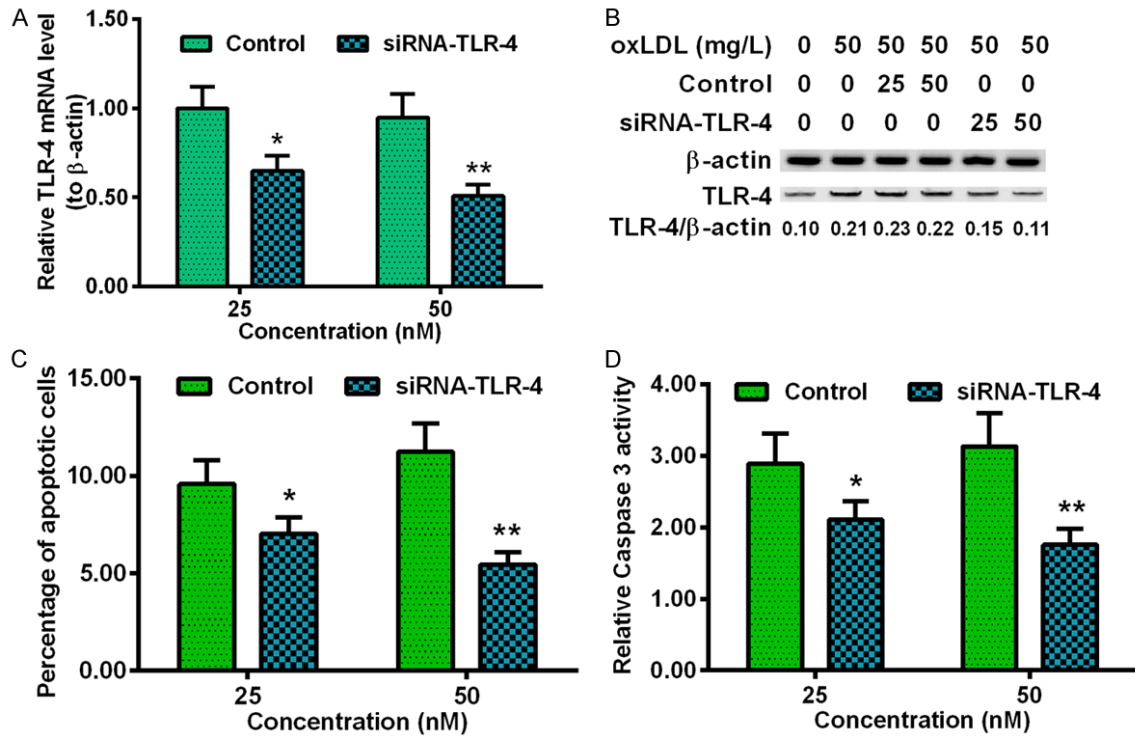 A
Relative TLR-4 mRNA level
(to β-actin)
1.50
1.00
0.50
0.00
Control
siRNA-TLR-4
*
**
25
50
Concentration (nM)
B
oxLDL (mg/L) 0 50 50 50 50 50
Control 0 0 25 50 0 0
siRNA-TLR-4 0 0 0 0 25 50
β-actin
TLR-4
TLR-4/β-actin 0.10 0.21 0.23 0.22 0.15 0.11
C
Percentage of apoptotic cells
15.00
10.00
5.00
0.00
Control
siRNA-TLR-4
*
**
25
50
Concentration (nM)
D
Relative Caspase 3 activity
4.00
3.00
2.00
1.00
0.00
Control
siRNA-TLR-4
*
**
25
50
Concentration (nM)